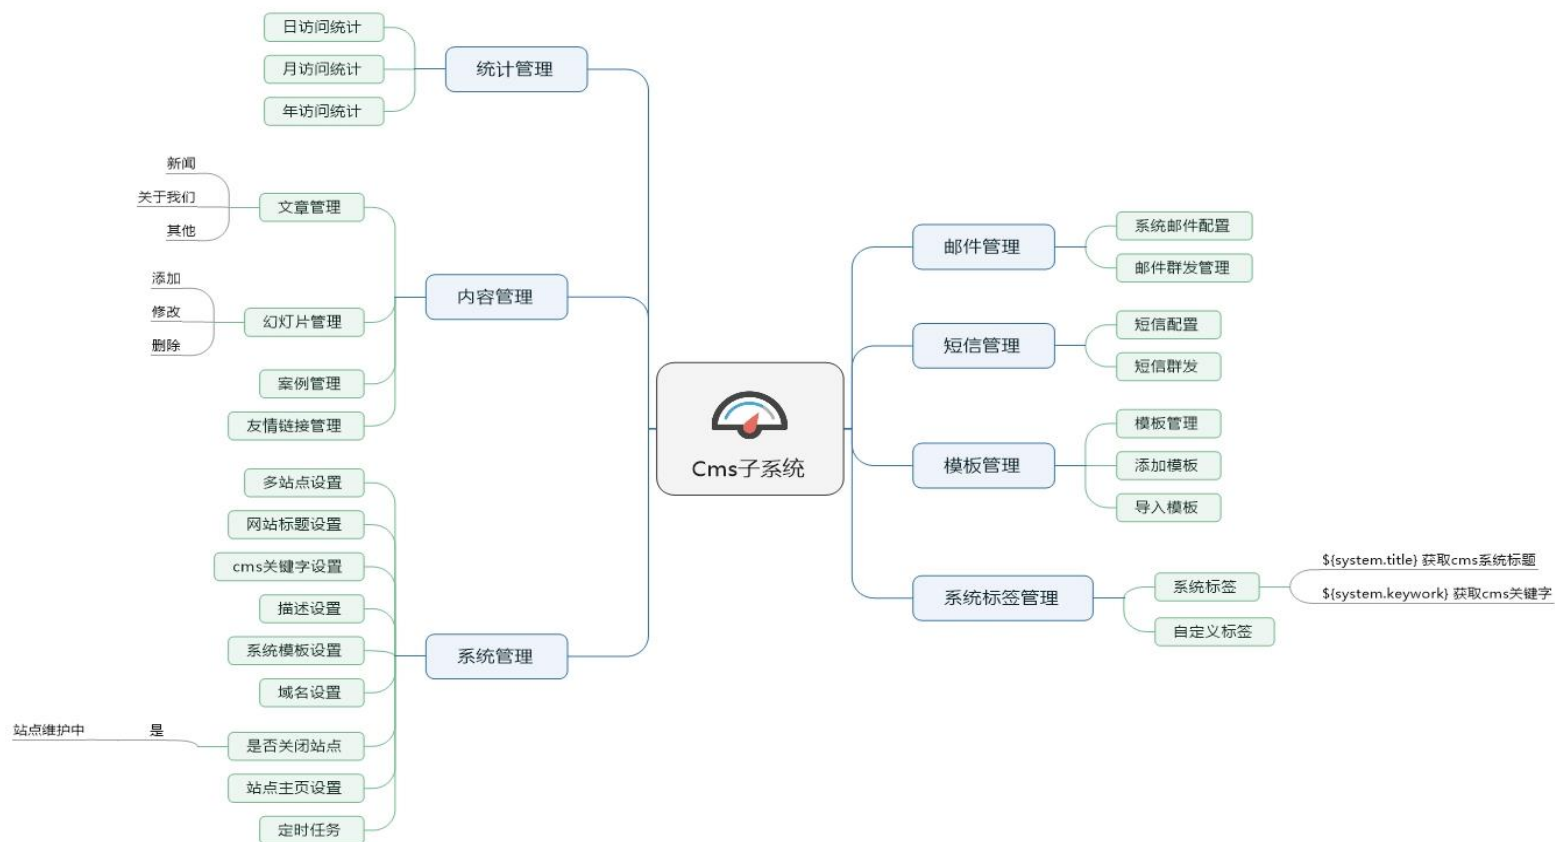 日访问统计
月访问统计
年访问统计
统计管理
新闻
关于我们
其他
文章管理
添加
修改
删除
幻灯片管理
案例管理
友情链接管理
内容管理
多站点设置
网站标题设置
cms关键字设置
描述设置
系统模板设置
域名设置
站点维护中
是
是否关闭站点
站点主页设置
定时任务
系统管理
Cms子系统
邮件管理
系统邮件配置
邮件群发管理
短信管理
短信配置
短信群发
模板管理
模板管理
添加模板
导入模板
系统标签管理
系统标签
${system.title} 获取cms系统标题
${system.keywork} 获取cms关键字
自定义标签